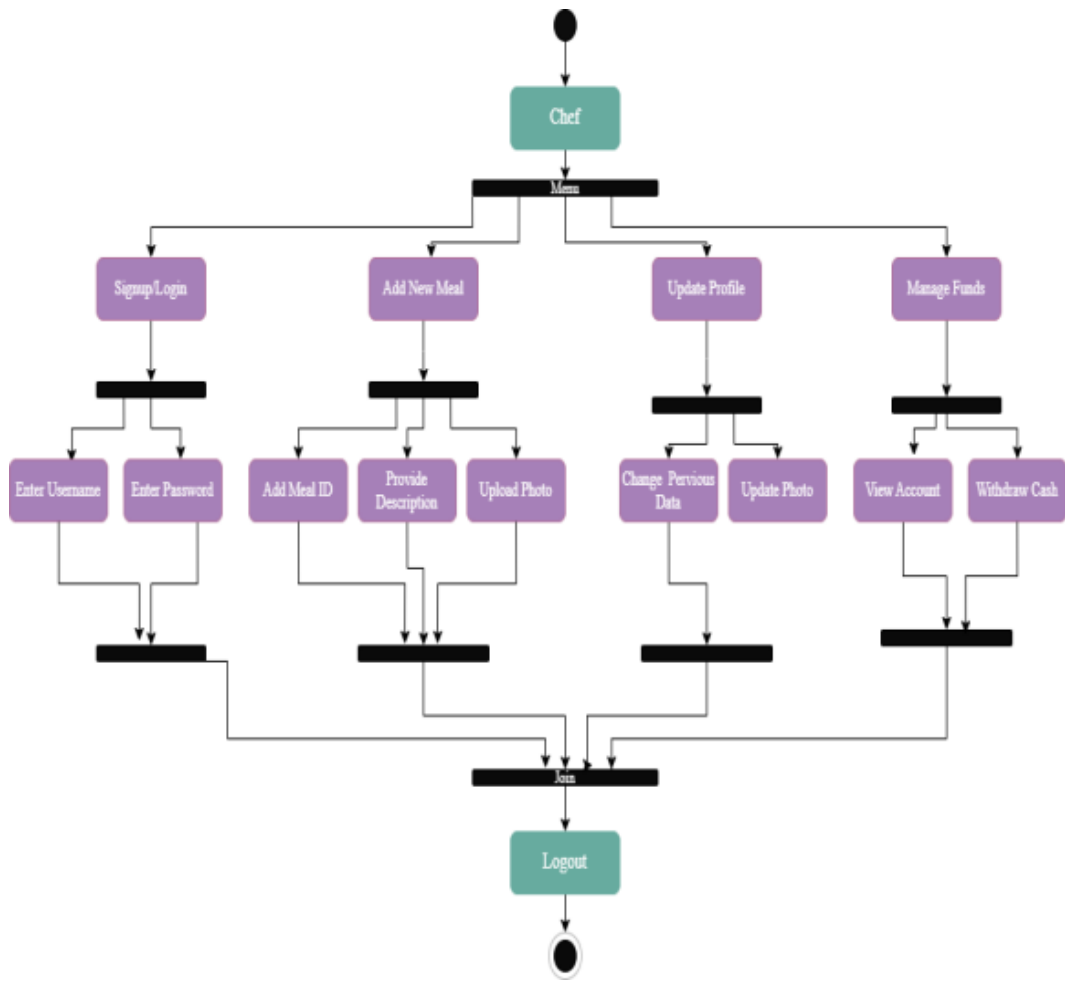 Chef
Menu
Signup/Login
Add New Meal
Update Profile
Manage Funds
Enter Username
Enter Password
Add Meal ID
Provide
Description
Upload Photo
Change Pervious
Data
Update Photo
View Account
Withdraw Cash
Join
Logout